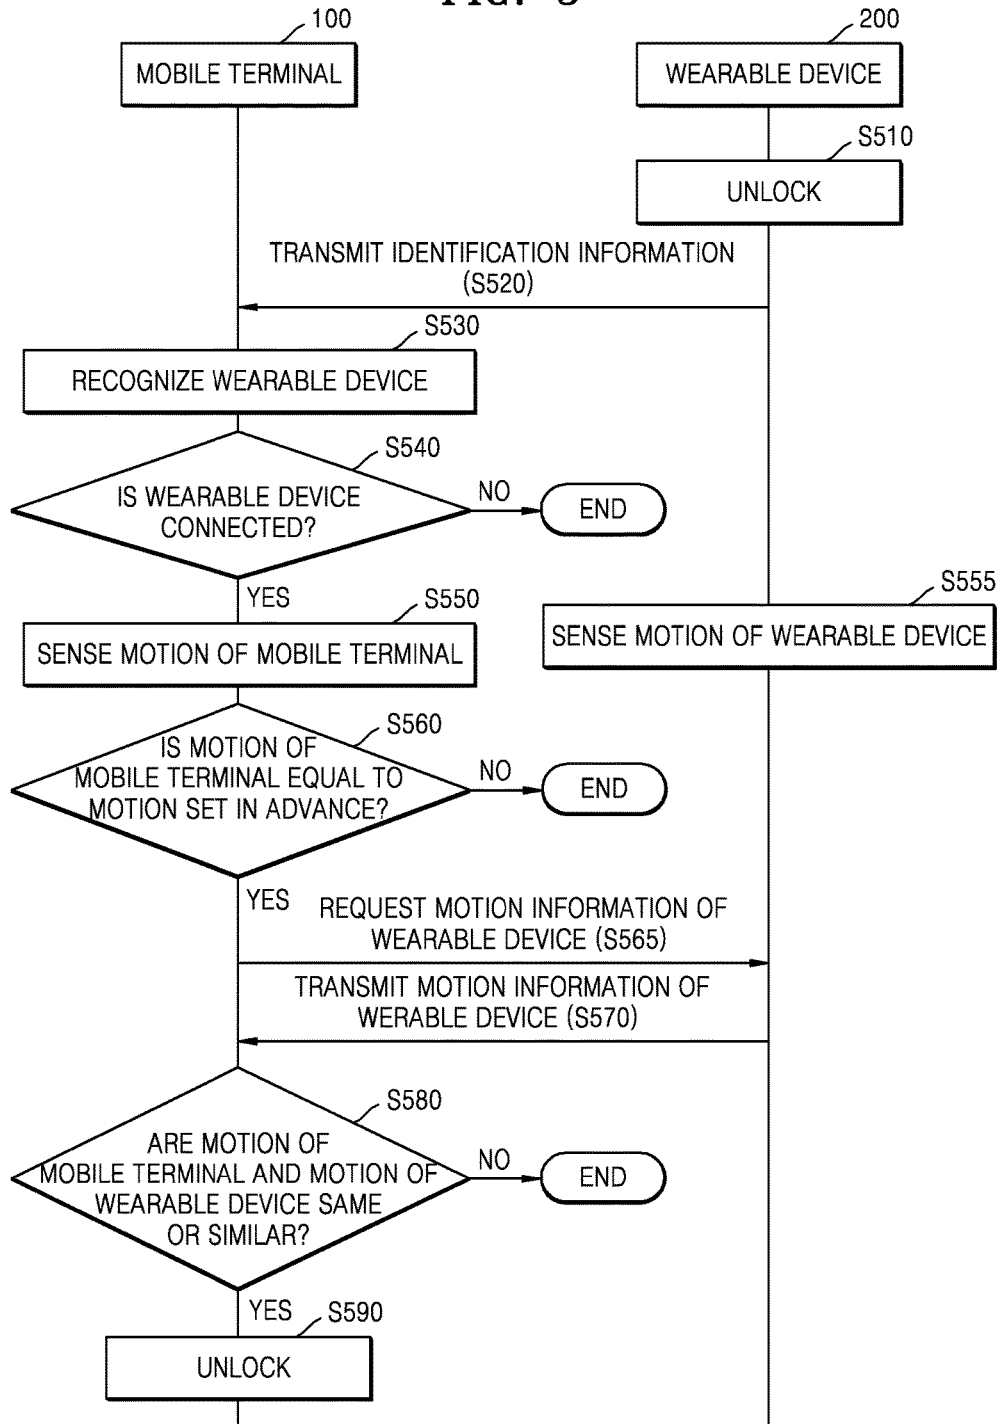 100
200
MOBILE TERMINAL
WEARABLE DEVICE
S510
UNLOCK
TRANSMIT IDENTIFICATION INFORMATION
(S520)
S530
RECOGNIZE WEARABLE DEVICE
S540
IS WEARABLE DEVICE
CONNECTED?
NO
END
YES
S550
S555
SENSE MOTION OF MOBILE TERMINAL
SENSE MOTION OF WEARABLE DEVICE
S560
IS MOTION OF
MOBILE TERMINAL EQUAL TO
MOTION SET IN ADVANCE?
NO
END
YES
REQUEST MOTION INFORMATION OF
WEARABLE DEVICE (S565)
TRANSMIT MOTION INFORMATION OF
WERABLE DEVICE (S570)
S580
ARE MOTION OF
MOBILE TERMINAL AND MOTION OF
WEARABLE DEVICE SAME
OR SIMILAR?
NO
END
YES
S590
UNLOCK